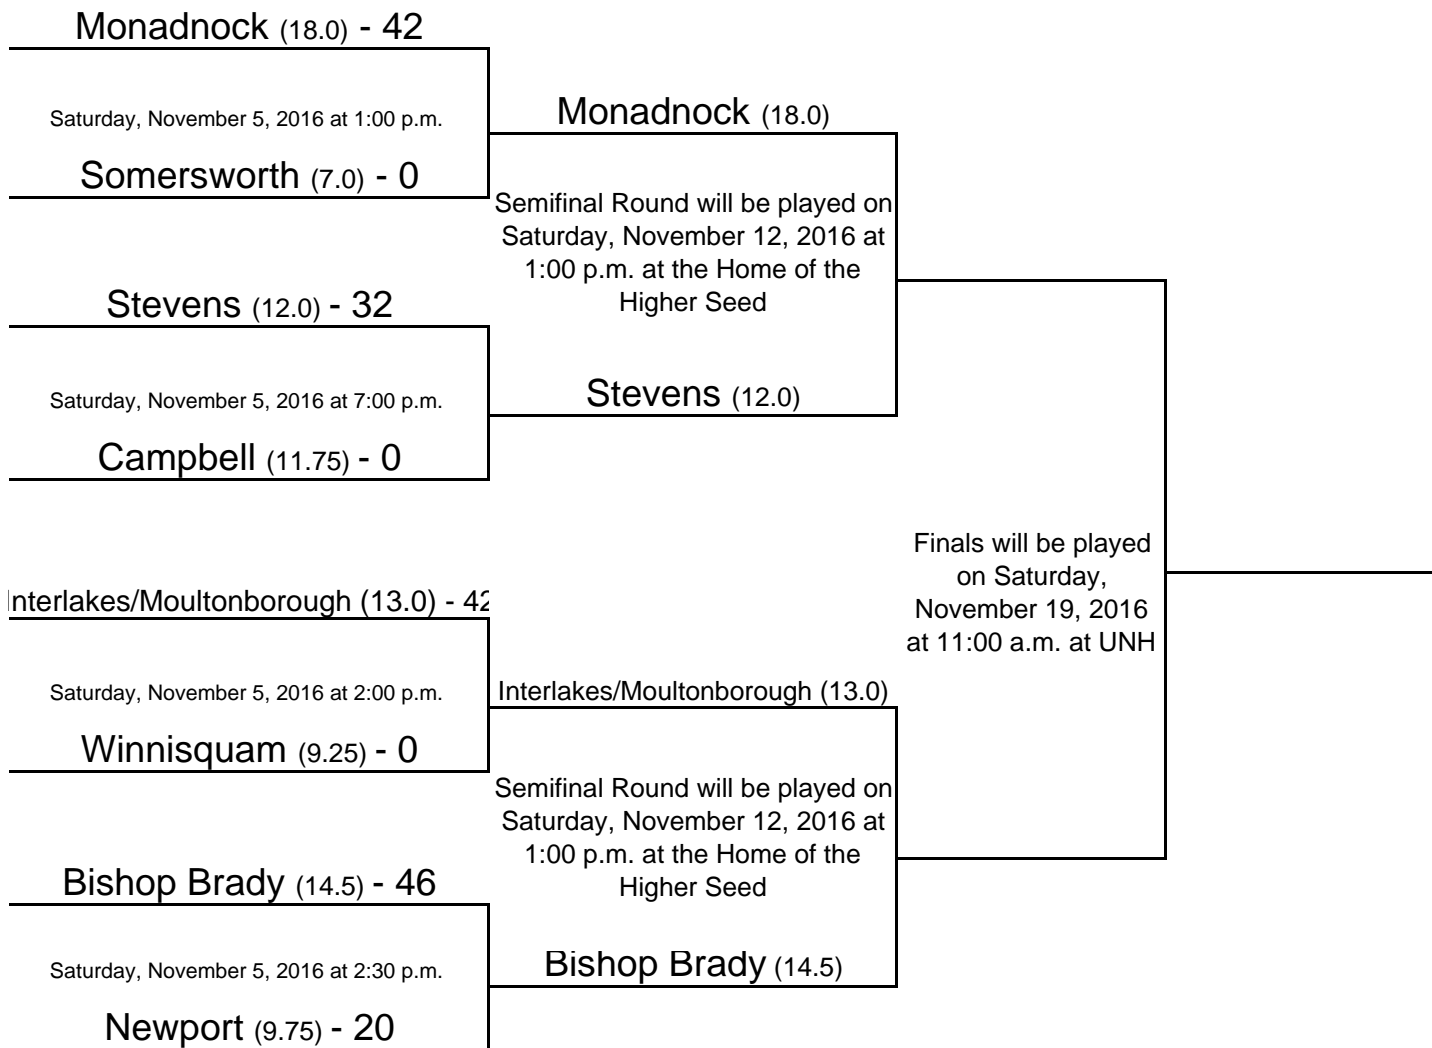 Monadnock (18.0) - 42
Saturday, November 5, 2016 at 1:00 p.m.
Somersworth (7.0) - 0
Monadnock (18.0)
Semifinal Round will be played on
Saturday, November 12, 2016 at
1:00 p.m. at the Home of the
Higher Seed
Stevens (12.0) - 32
Saturday, November 5, 2016 at 7:00 p.m.
Campbell (11.75) - 0
Stevens (12.0)
Finals will be played
on Saturday,
November 19, 2016
at 11:00 a.m. at UNH
Interlakes/Moultonborough (13.0) - 42
Saturday, November 5, 2016 at 2:00 p.m.
Winnisquam (9.25) - 0
Interlakes/Moultonborough (13.0)
Semifinal Round will be played on
Saturday, November 12, 2016 at
1:00 p.m. at the Home of the
Higher Seed
Bishop Brady (14.5) - 46
Saturday, November 5, 2016 at 2:30 p.m.
Newport (9.75) - 20
Bishop Brady (14.5)